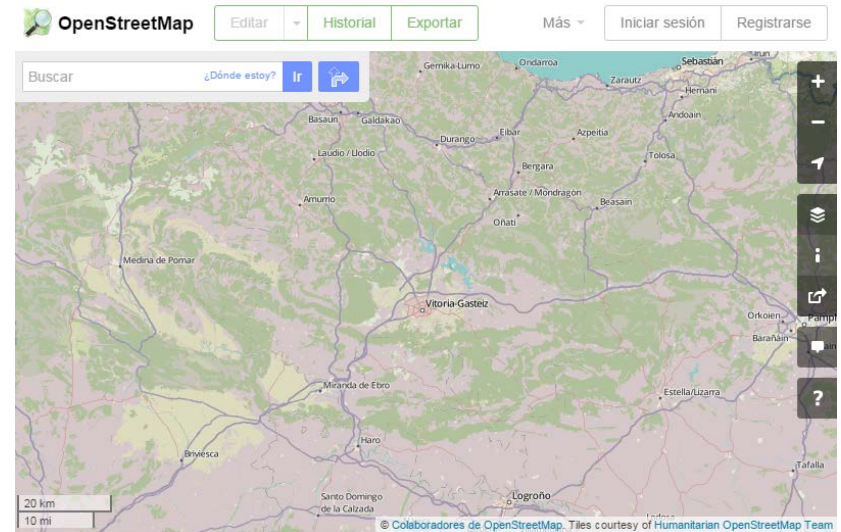 OpenStreetMap
Editar
Historial
Exportar
Más
Iniciar sesión
Registrarse
Buscar
¿Dónde estoy?
Ir
Gernika-Lumo
Ondarroa
Sebastián
Zarautz
Hernani
Basauri
Galdakao
Andoain
Durango
Eibar
Azpeitia
Laudio / Llodio
Tolosa
Bergara
Amurrio
Arrasate / Mondragón
Beasain
Oñati
Medina de Pomar
Vitoria-Gasteiz
Orkoien
Barañáin
Miranda de Ebro
Estella/Lizarra
Haro
Briviesca
Tafalla
Santo Domingo
de la Calzada
Logroño
20 km
10 mi
© Colaboradores de OpenStreetMap. Tiles courtesy of Humanitarian OpenStreetMap Team